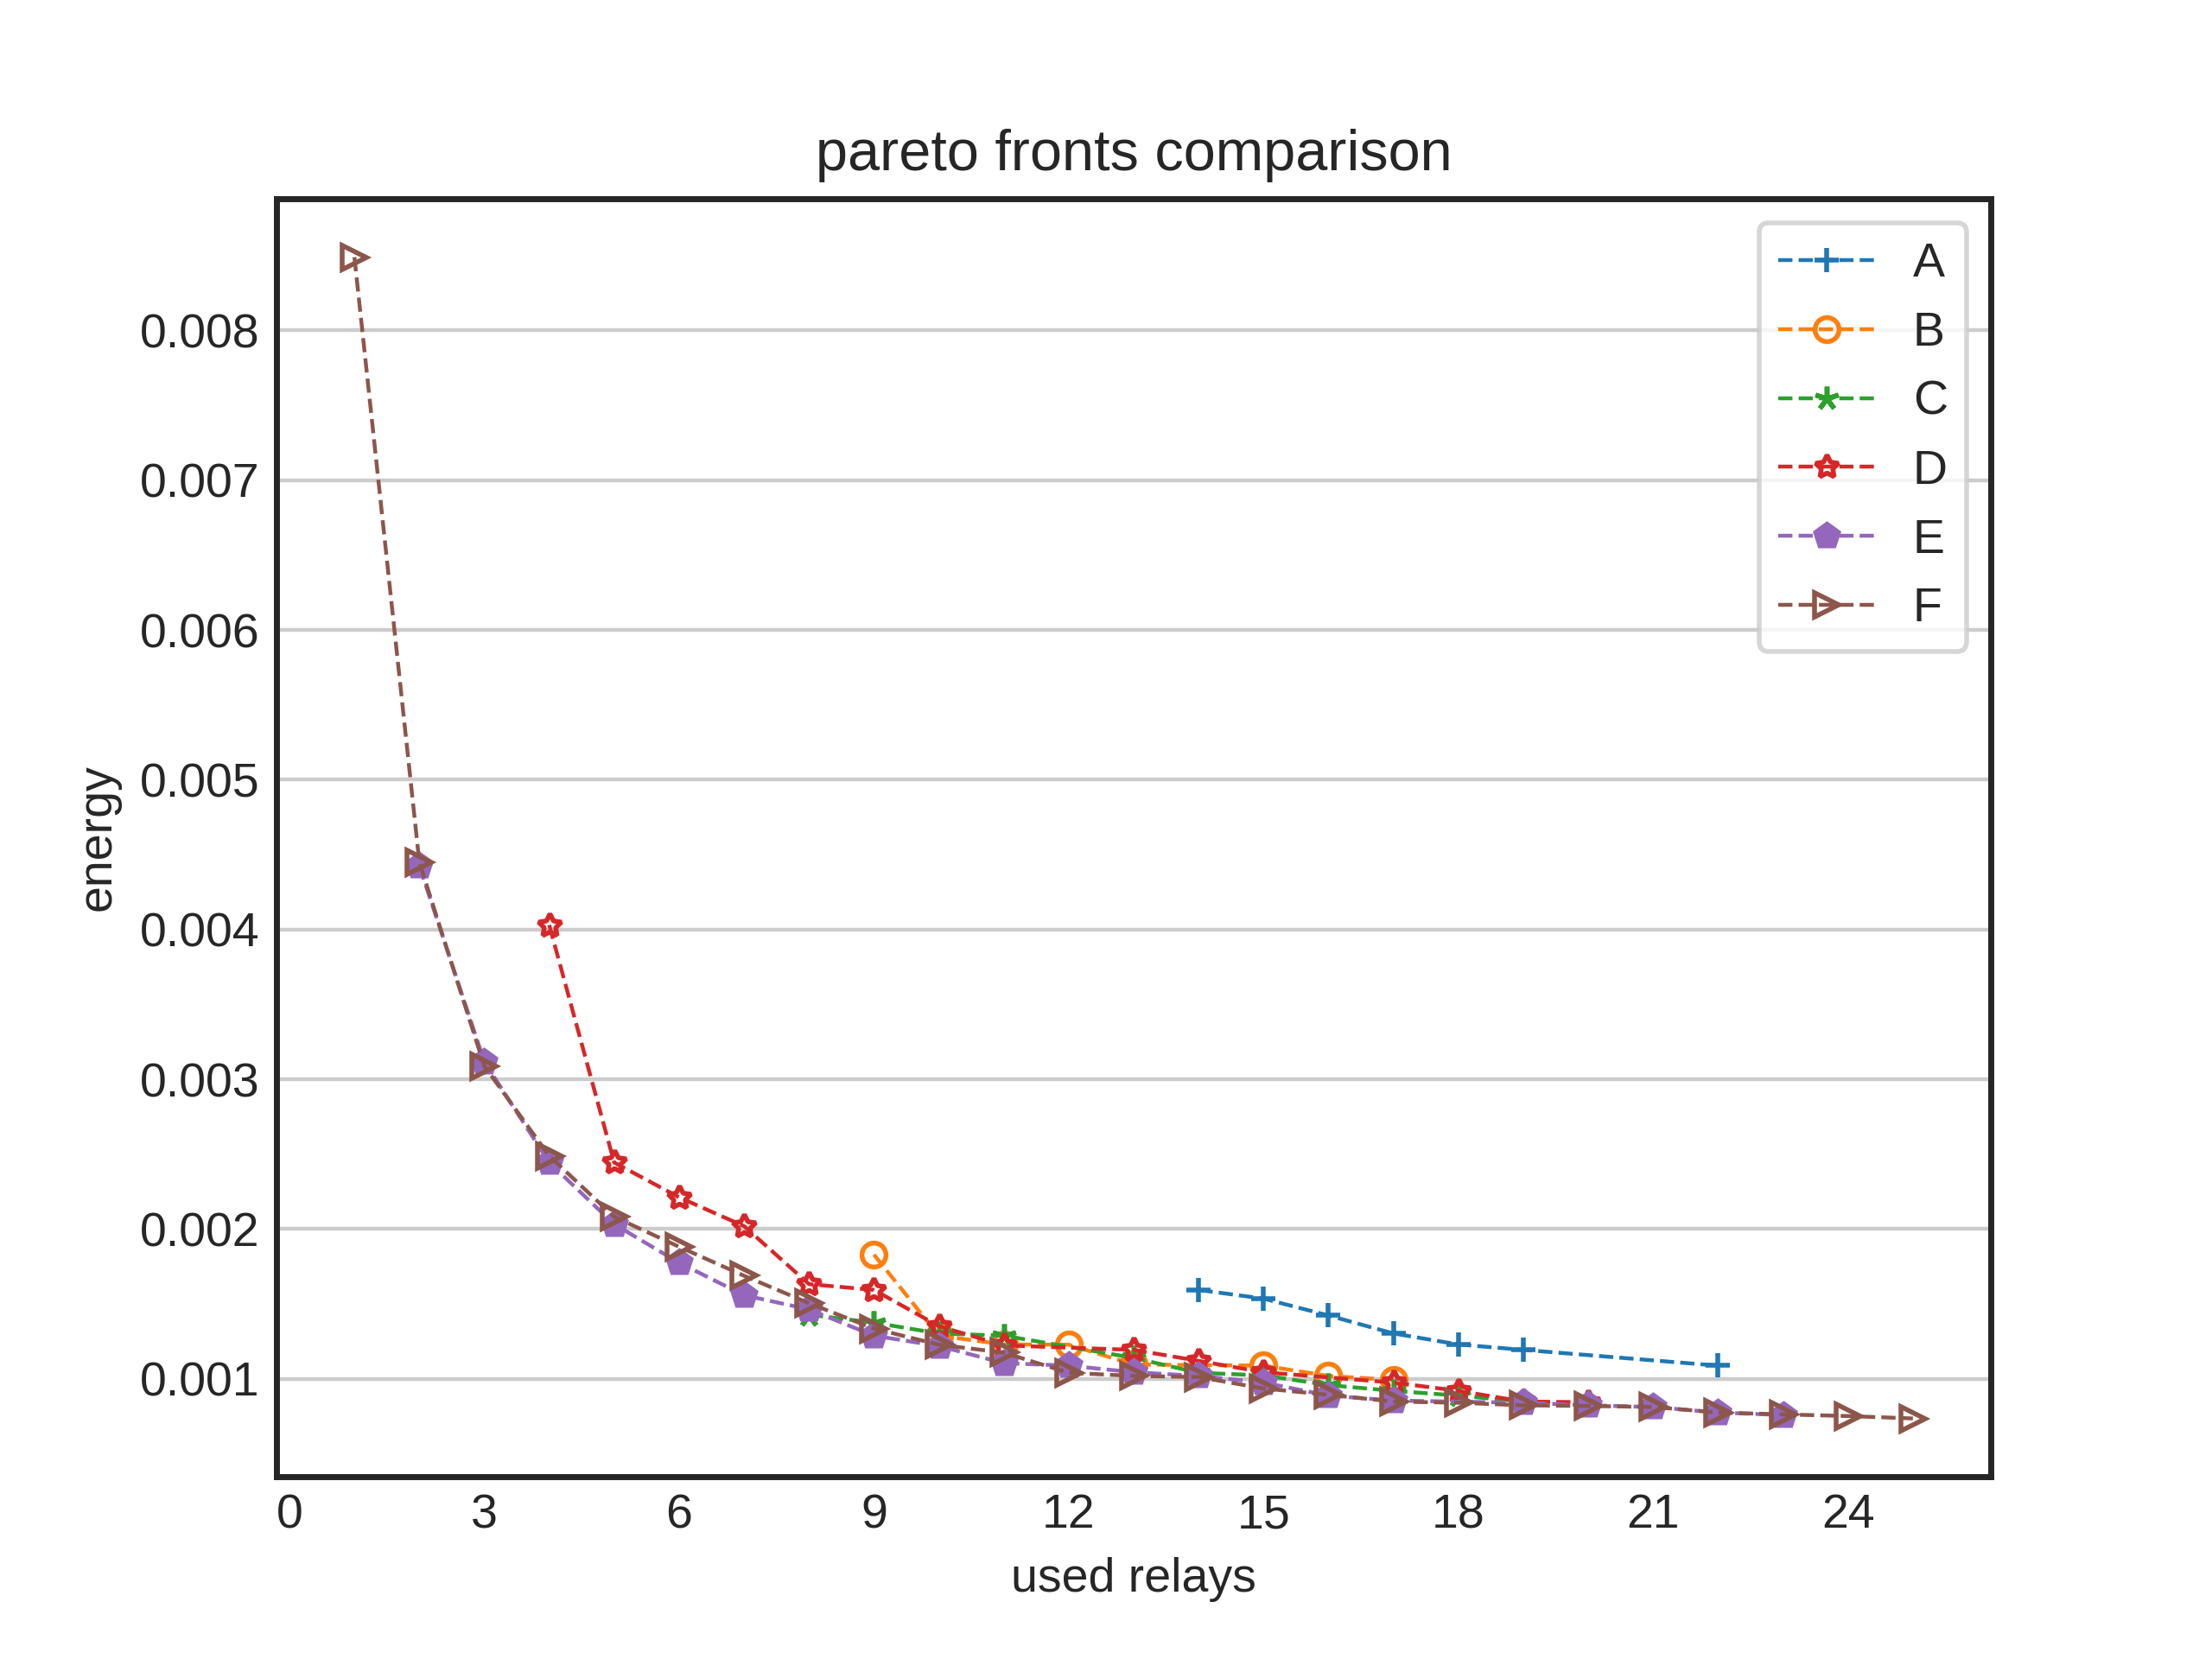 pareto fronts comparison
A
B
C
D
E
F
0.008
0.007
0.006
0.005
0.004
0.003
0.002
0.001
energy
0 3 6 9 12 15 18 21 24
used relays